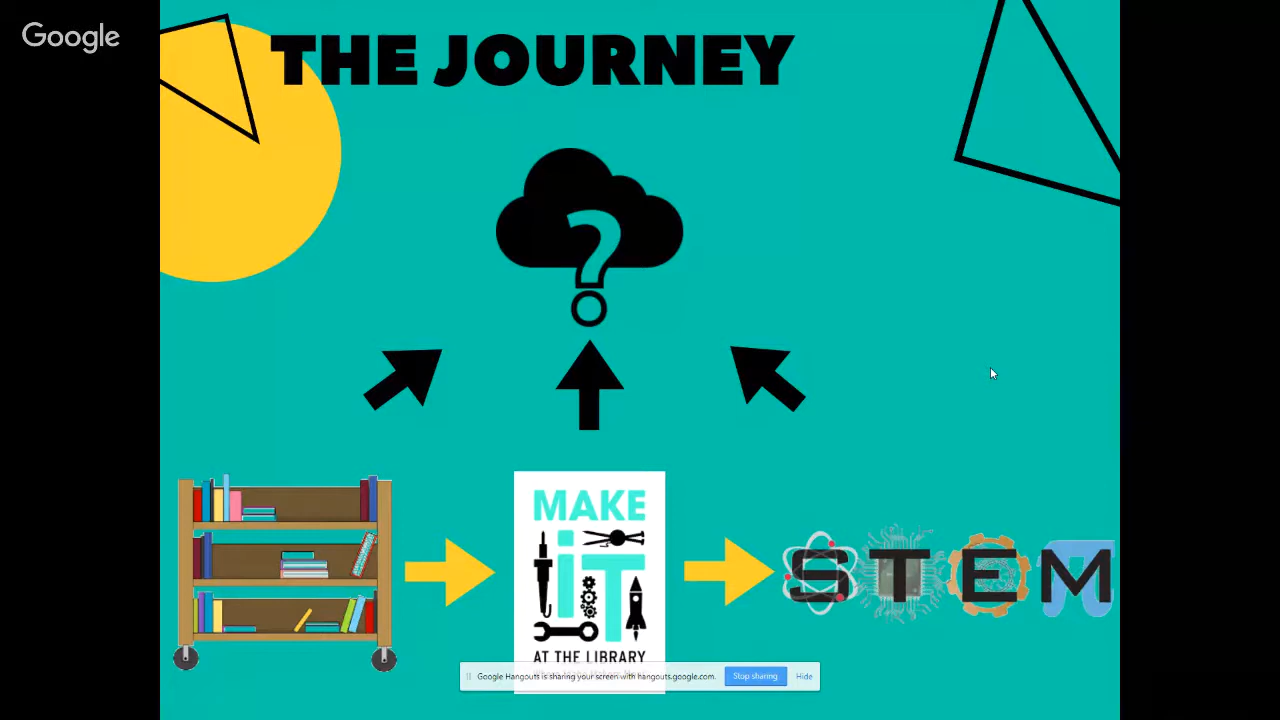 Google
THE JOURNEY
?
MAKE
iT
AT THE LIBRARY
STEM
Google Hangouts is sharing your screen with hangouts.google.com. Stop sharing Hide